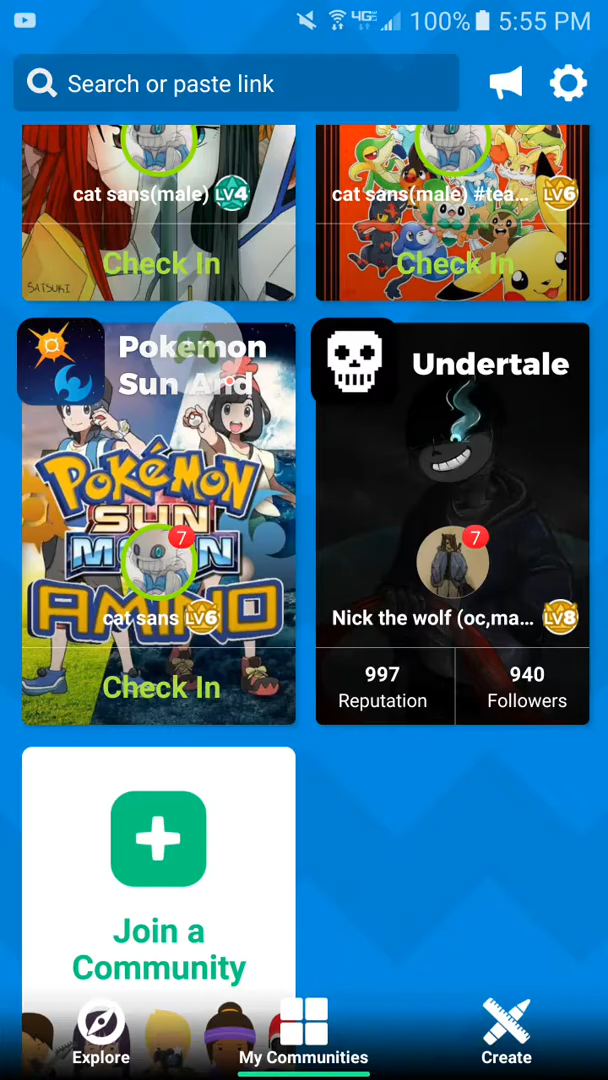 4G 100% 5:55 PM
Search or paste link
cat sans(male) LV4
cat sans(male) #tea... LV6
SATSUKI
Check In
Check In
Pokemon
Sun And
Undertale
POKéMON
SUN
MOON
AMINO
7
7
cat sans LV6
Nick the wolf (oc,ma... LV8
Check In
997
Reputation
940
Followers
Join a
Community
Explore
My Communities
Create